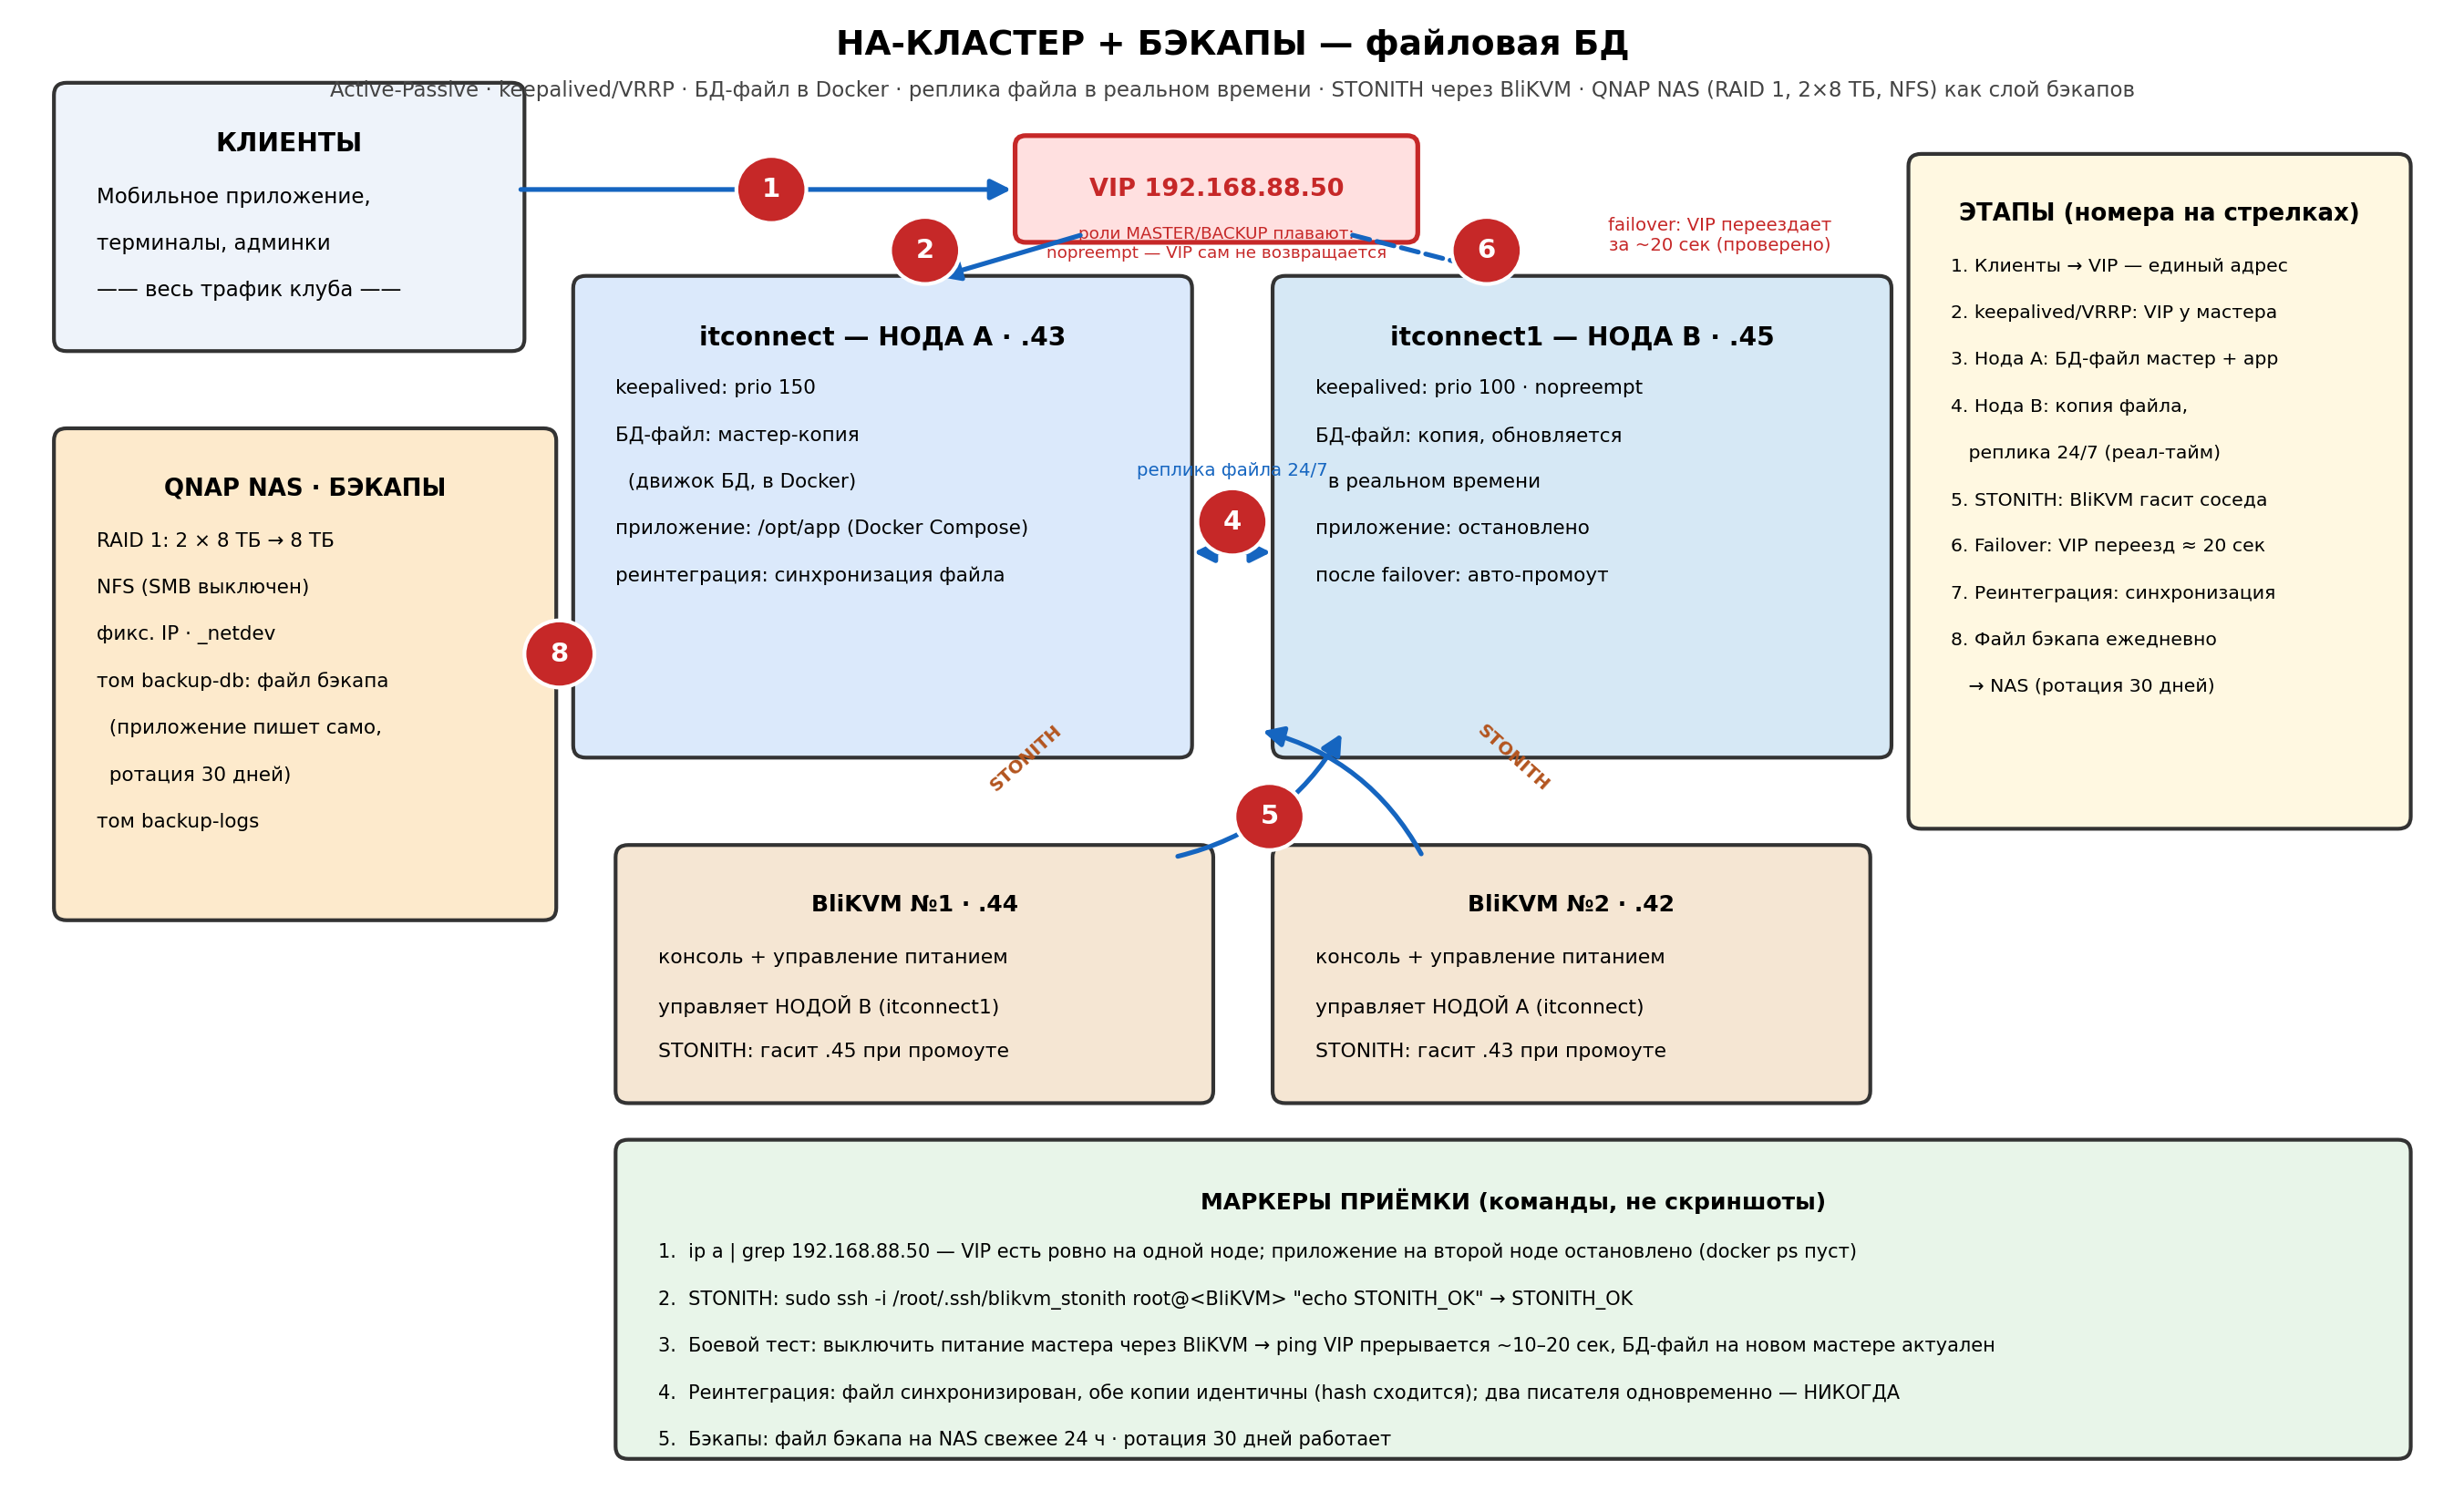 HA-КЛАСТЕР + БЭКАПЫ — файловая БД
Active-Passive · keepalived/VRRP · БД-файл в Docker · реплика файла в реальном времени · STONITH через BliKVM · QNAP NAS (RAID 1, 2×8 ТБ, NFS) как слой бэкапов
КЛИЕНТЫ
Мобильное приложение,
терминалы, админки
—— весь трафик клуба ——
1
VIP 192.168.88.50
роли MASTER/BACKUP плавают;
nopreempt — VIP сам не возвращается
2
6
failover: VIP переездает
за ~20 сек (проверено)
itconnect — НОДА A · .43
keepalived: prio 150
БД-файл: мастер-копия
(движок БД, в Docker)
приложение: /opt/app (Docker Compose)
реинтеграция: синхронизация файла
реплика файла 24/7
4
itconnect1 — НОДА B · .45
keepalived: prio 100 · nopreempt
БД-файл: копия, обновляется
в реальном времени
приложение: остановлено
после failover: авто-промоут
ЭТАПЫ (номера на стрелках)
1. Клиенты → VIP — единый адрес
2. keepalived/VRRP: VIP у мастера
3. Нода A: БД-файл мастер + app
4. Нода B: копия файла,
реплика 24/7 (реал-тайм)
5. STONITH: BliKVM гасит соседа
6. Failover: VIP переезд ≈ 20 сек
7. Реинтеграция: синхронизация
8. Файл бэкапа ежедневно
→ NAS (ротация 30 дней)
QNAP NAS · БЭКАПЫ
RAID 1: 2 × 8 ТБ → 8 ТБ
NFS (SMB выключен)
фикс. IP · _netdev
том backup-db: файл бэкапа
(приложение пишет само,
ротация 30 дней)
том backup-logs
8
STONITH
STONITH
5
BliKVM №1 · .44
консоль + управление питанием
управляет НОДОЙ B (itconnect1)
STONITH: гасит .45 при промоуте
BliKVM №2 · .42
консоль + управление питанием
управляет НОДОЙ A (itconnect)
STONITH: гасит .43 при промоуте
МАРКЕРЫ ПРИЁМКИ (команды, не скриншоты)
1. ip a | grep 192.168.88.50 — VIP есть ровно на одной ноде; приложение на второй ноде остановлено (docker ps пуст)
2. STONITH: sudo ssh -i /root/.ssh/blikvm_stonith root@<BliKVM> "echo STONITH_OK" → STONITH_OK
3. Боевой тест: выключить питание мастера через BliKVM → ping VIP прерывается ~10–20 сек, БД-файл на новом мастере актуален
4. Реинтеграция: файл синхронизирован, обе копии идентичны (hash сходится); два писателя одновременно — НИКОГДА
5. Бэкапы: файл бэкапа на NAS свежее 24 ч · ротация 30 дней работает